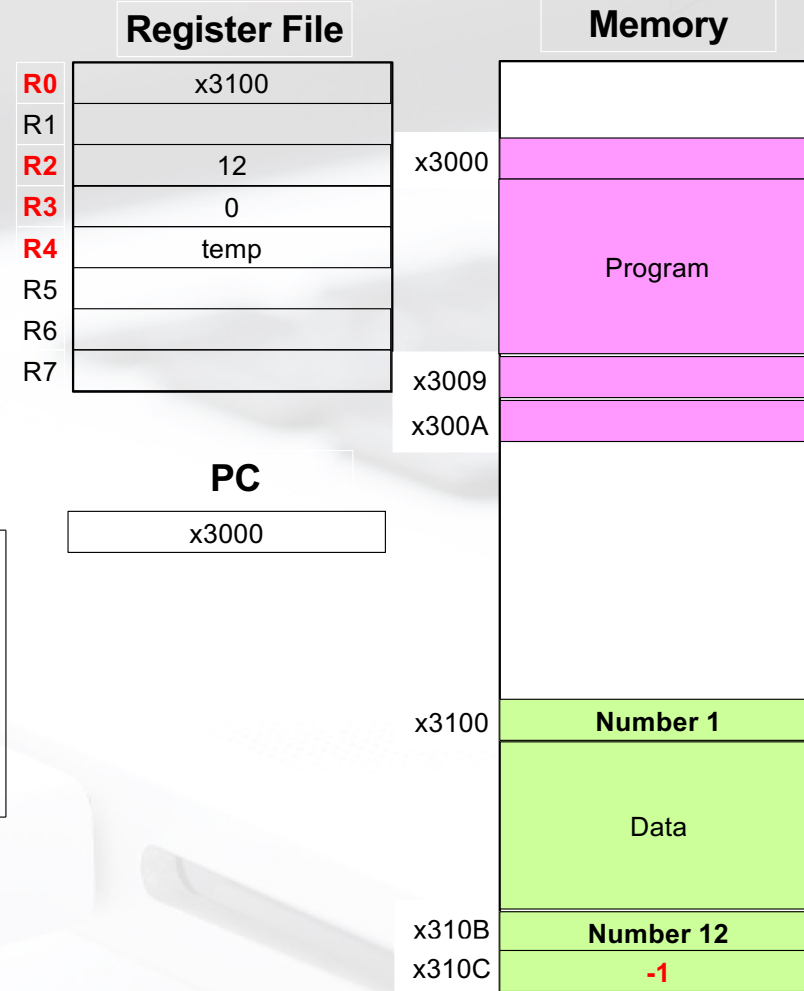 Register File
R0 x3100
R1
R2 12
R3 0
R4 temp
R5
R6
R7
PC
x3000
Memory
x3000
Program
x3009
x300A
x3100 Number 1
Data
x310B Number 12
x310C -1